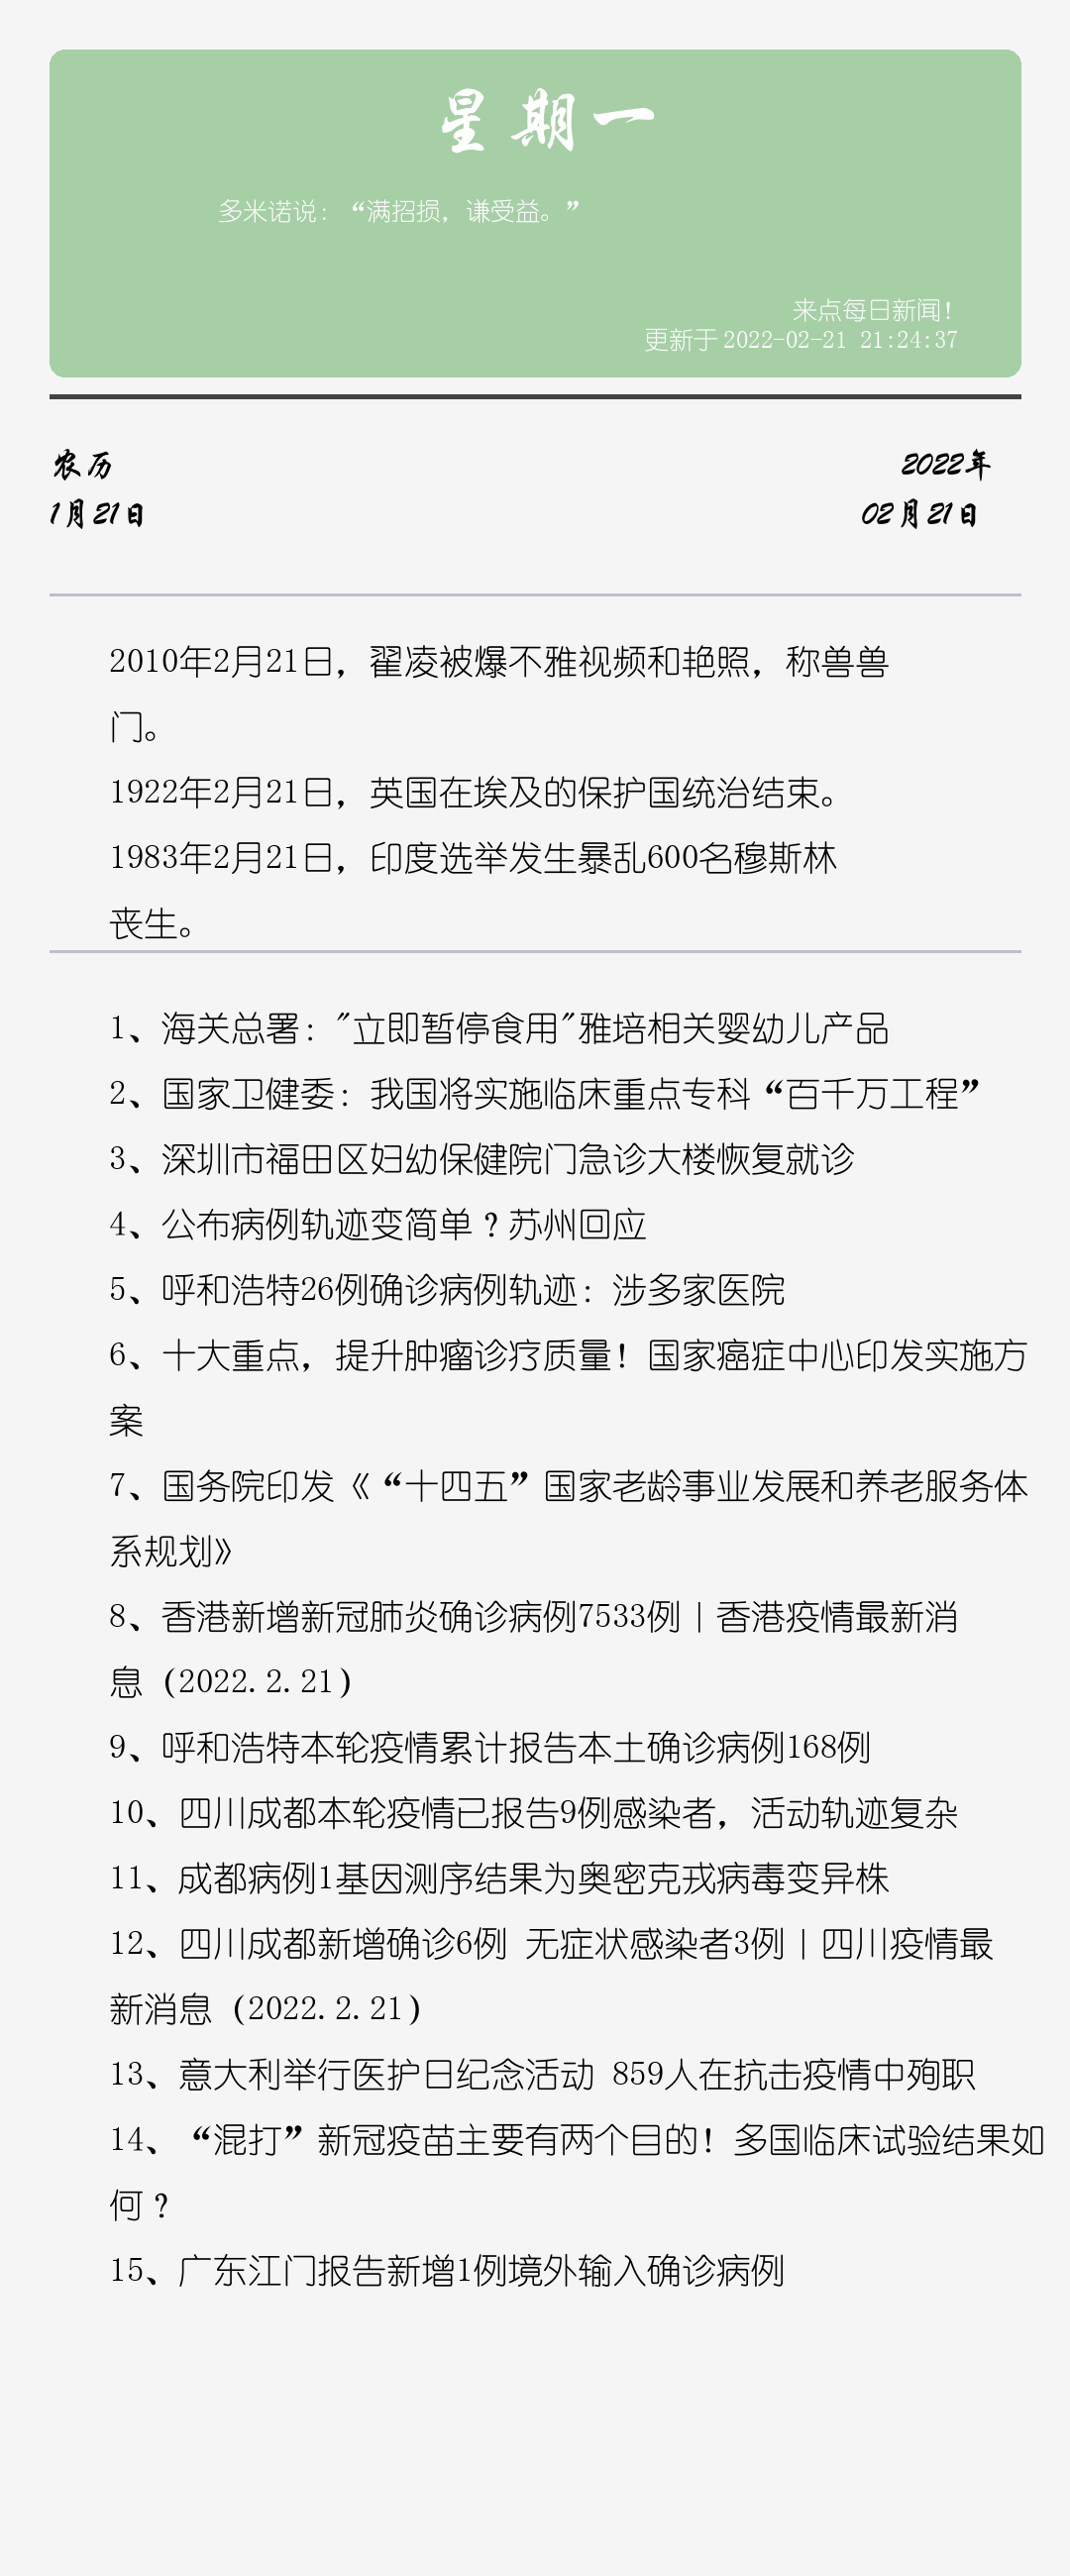 星期一
多米诺说：“满招损，谦受益。”
来点每日新闻！
更新于 2022-02-21 21:24:37
农历
2022年
1月21日
02月21日
2010年2月21日，翟凌被爆不雅视频和艳照，称兽兽
门。
1922年2月21日，英国在埃及的保护国统治结束。
1983年2月21日，印度选举发生暴乱600名穆斯林
丧生。
1、海关总署："立即暂停食用"雅培相关婴幼儿产品
2、国家卫健委：我国将实施临床重点专科“百千万工程”
3、深圳市福田区妇幼保健院门急诊大楼恢复就诊
4、公布病例轨迹变简单？苏州回应
5、呼和浩特26例确诊病例轨迹：涉多家医院
6、十大重点，提升肿瘤诊疗质量！国家癌症中心印发实施方
案
7、国务院印发《“十四五”国家老龄事业发展和养老服务体
系规划》
8、香港新增新冠肺炎确诊病例7533例丨香港疫情最新消
息（2022.2.21）
9、呼和浩特本轮疫情累计报告本土确诊病例168例
10、四川成都本轮疫情已报告9例感染者，活动轨迹复杂
11、成都病例1基因测序结果为奥密克戎病毒变异株
12、四川成都新增确诊6例 无症状感染者3例丨四川疫情最
新消息（2022.2.21）
13、意大利举行医护日纪念活动 859人在抗击疫情中殉职
14、“混打”新冠疫苗主要有两个目的！多国临床试验结果如
何？
15、广东江门报告新增1例境外输入确诊病例